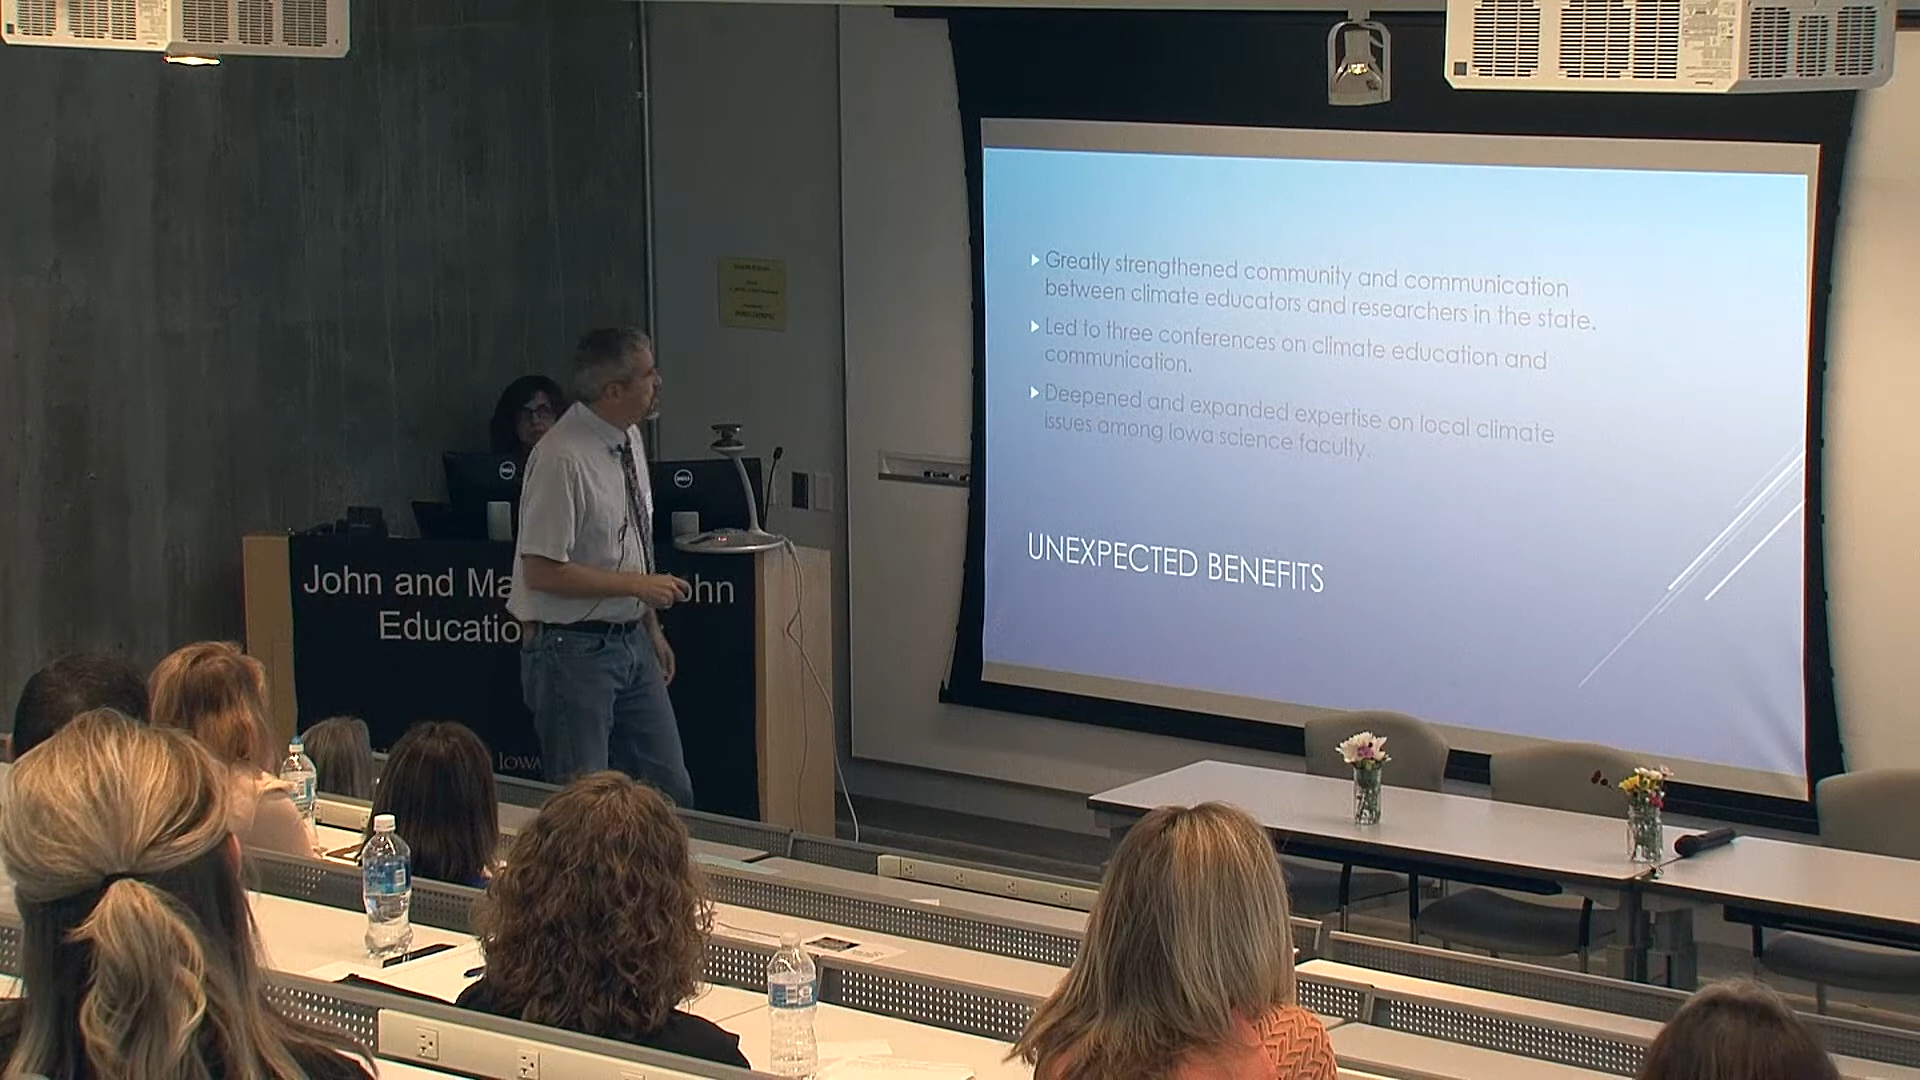 Greatly strengthened community and communication
between climate educators and researchers in the state.
Led to three conferences on climate education and
communication.
Deepened and expanded expertise on local climate
issues among Iowa science faculty.
UNEXPECTED BENEFITS
John and Ma
ohn
Educatio
IOWA
DELL
DELL